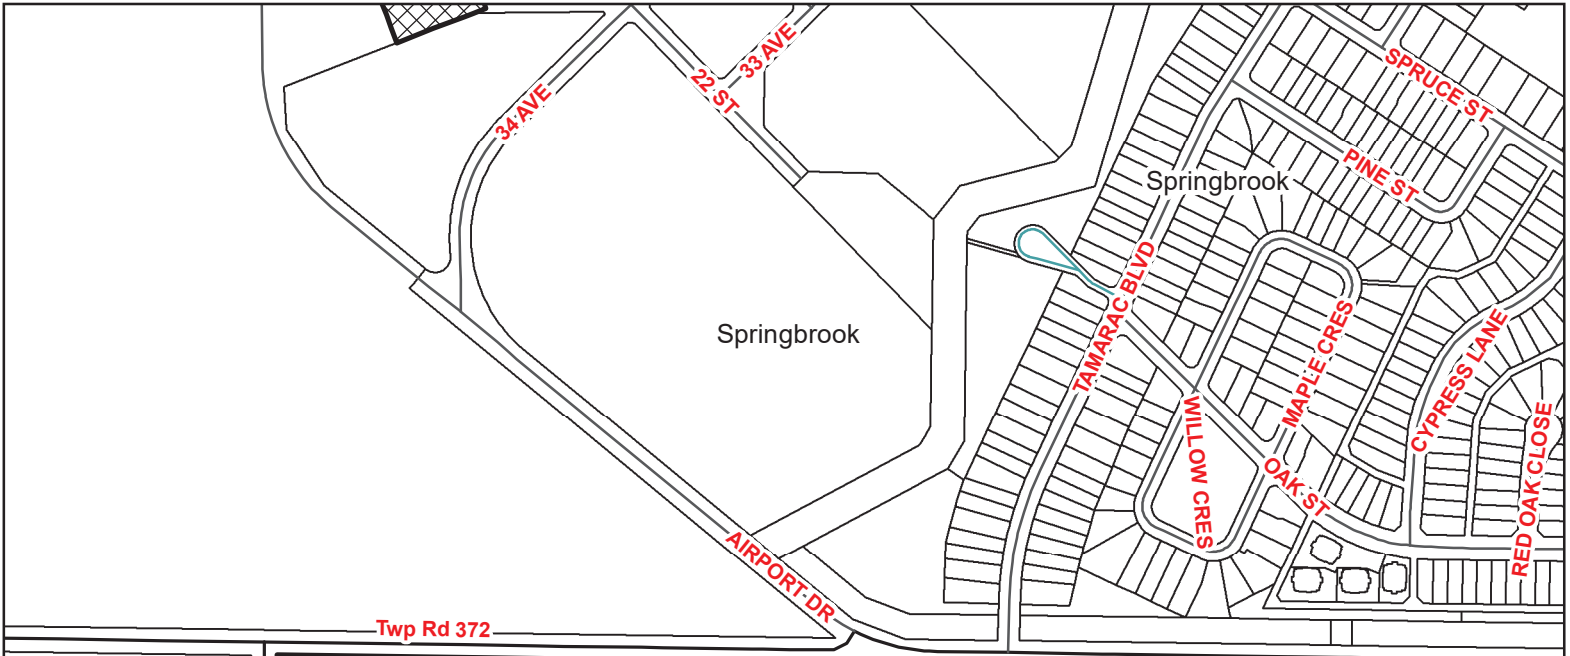 33 AVE
SPRUCE ST
22 ST
34 AVE
PINE ST
Springbrook
TAMARAC BLVD
Springbrook
MAPLE CRES
CYPRESS LANE
WILLOW CRES
RED OAK CLOSE
OAK ST
AIRPORT DR
Twp Rd 372